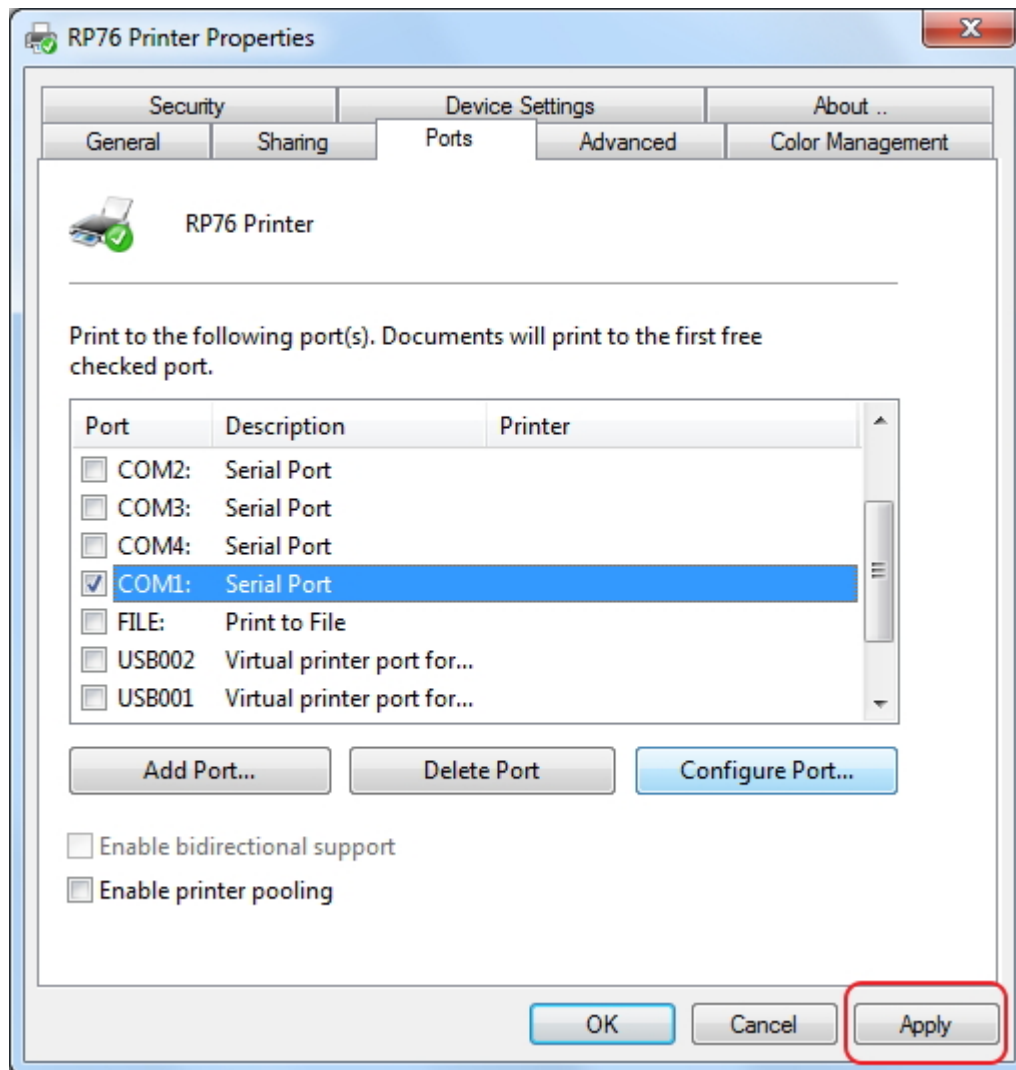 RP76 Printer Properties
X
Security Device Settings About ..
General Sharing Ports Advanced Color Management
RP76 Printer
Print to the following port(s). Documents will print to the first free
checked port.
Port Description Printer
COM2: Serial Port
COM3: Serial Port
COM4: Serial Port
COM1: Serial Port
FILE: Print to File
USB002 Virtual printer port for...
USB001 Virtual printer port for...
Add Port... Delete Port Configure Port...
Enable bidirectional support
Enable printer pooling
OK Cancel Apply